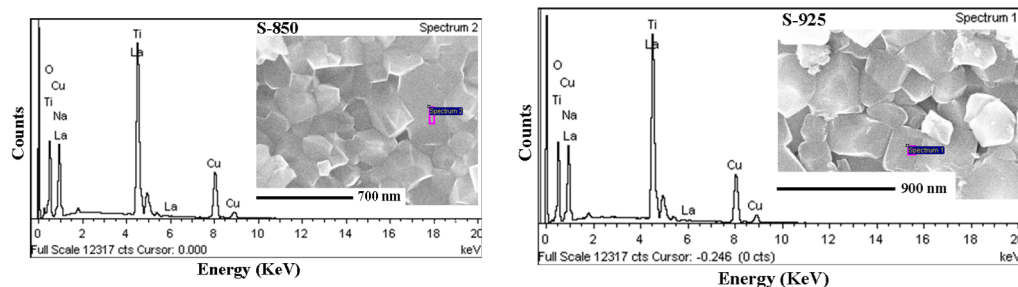 S-850
Spectrum 2
Ti
La
O
Cu
Ti
Na
La
Spectrum 2
Cu
La
Cu
700 nm
Counts
0 2 4 6 8 10 12 14 16 18 20
Full Scale 12317 cts Cursor: 0.000
keV
Energy (KeV)
S-925
Spectrum 1
Ti
La
O
Cu
Ti
Na
La
Spectrum 1
Cu
La
Cu
900 nm
Counts
0 2 4 6 8 10 12 14 16 18 20
Full Scale 12317 cts Cursor: -0.246 (0 cts)
keV
Energy (KeV)